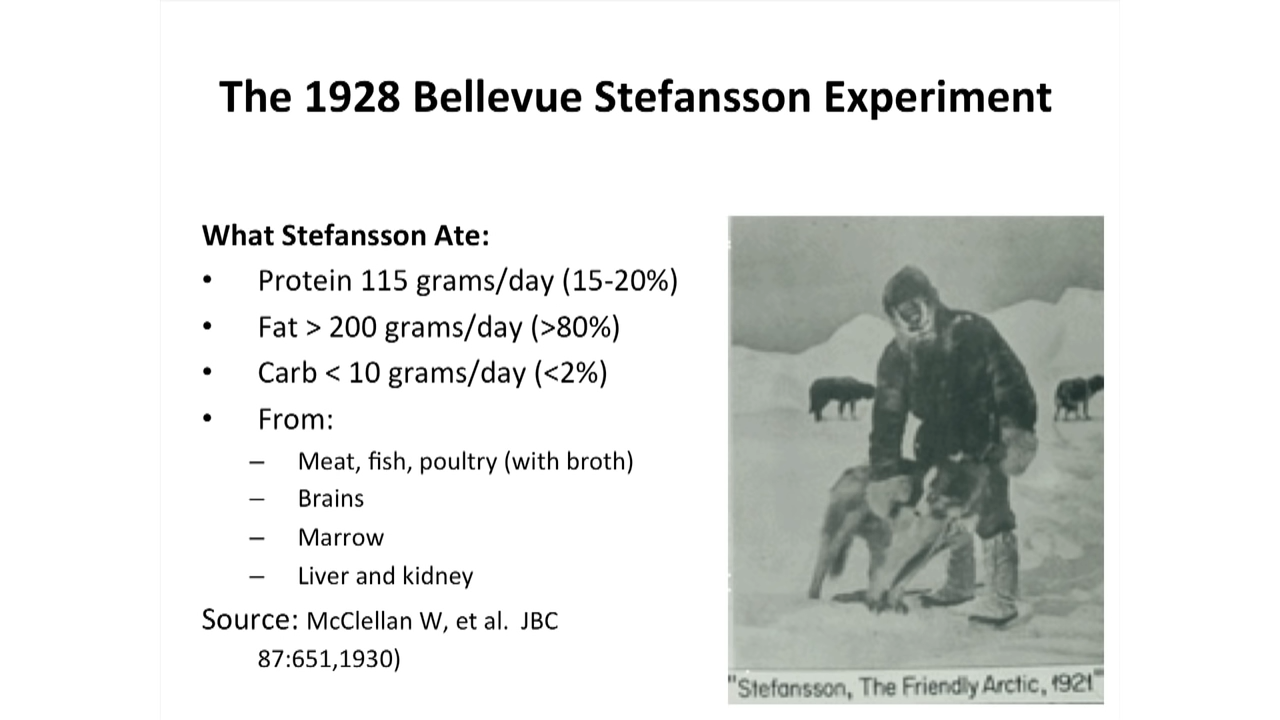 The 1928 Bellevue Stefansson Experiment
What Stefansson Ate:
• Protein 115 grams/day (15-20%)
• Fat > 200 grams/day (>80%)
• Carb < 10 grams/day (<2%)
• From:
– Meat, fish, poultry (with broth)
– Brains
– Marrow
– Liver and kidney
Source: McClellan W, et al. JBC
87:651,1930)
"Stefansson, The Friendly Arctic, 1921"